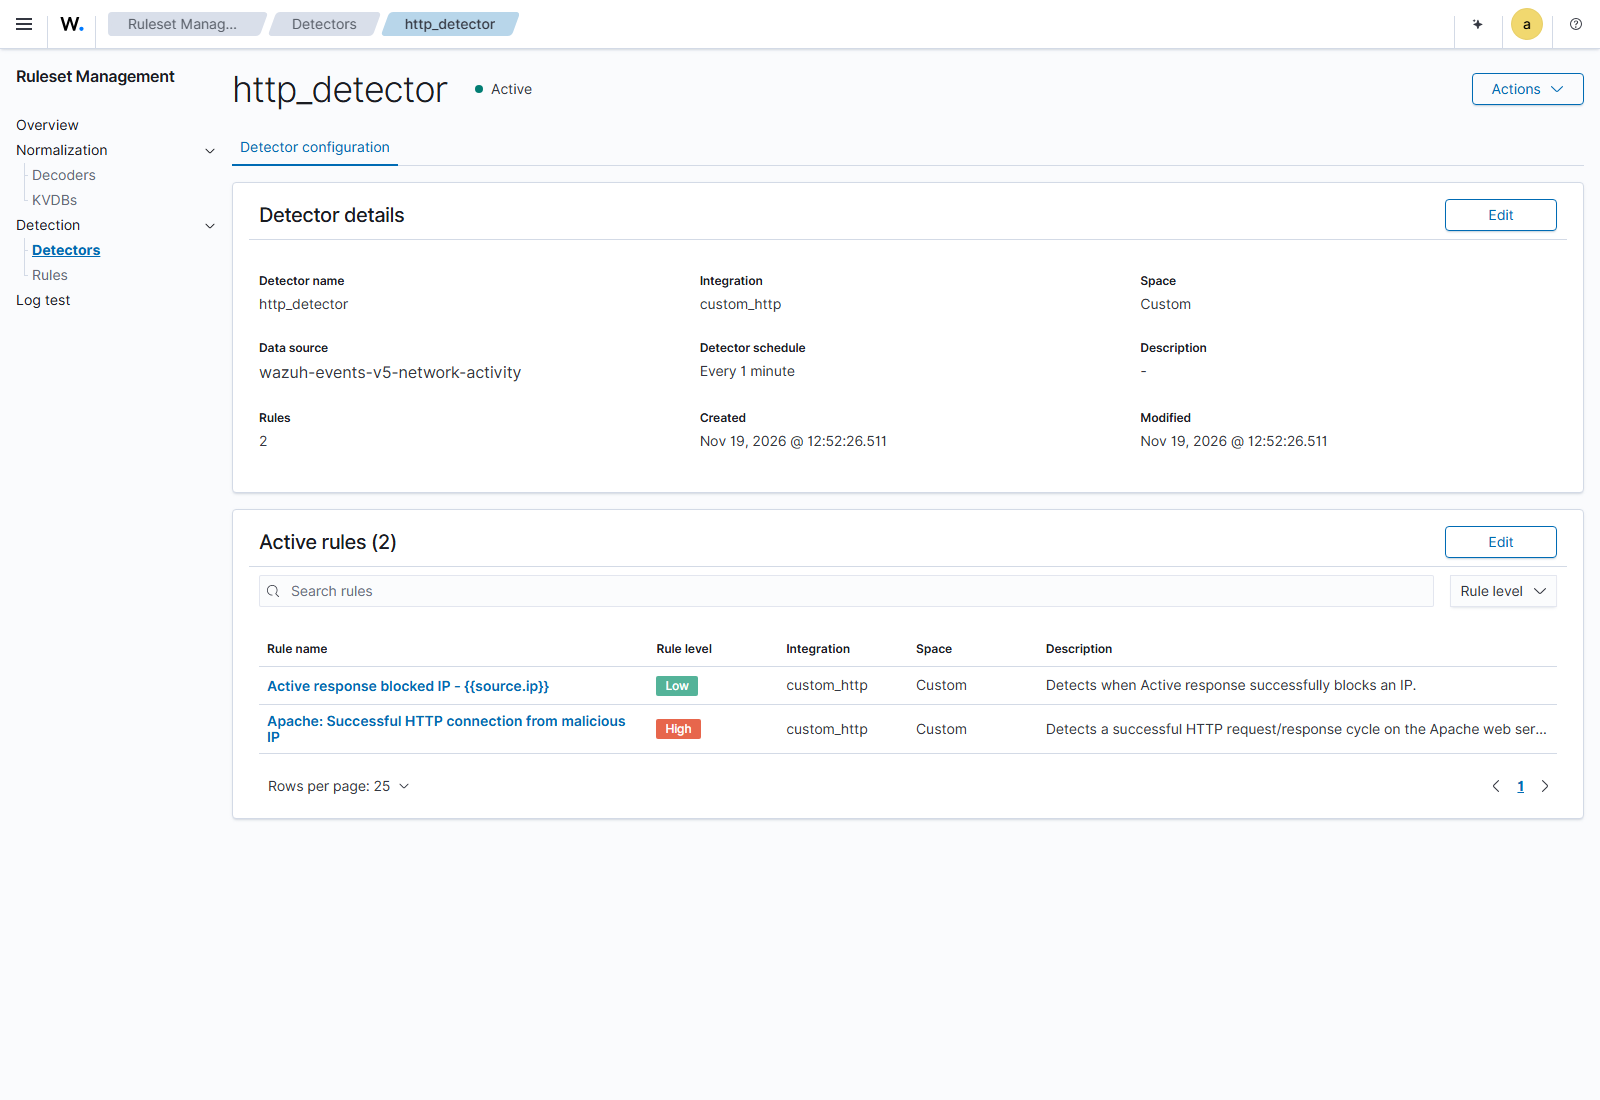 W.
Ruleset Manag...
Detectors
http_detector
a
Ruleset Management
Overview
Normalization
Decoders
KVDBs
Detection
Detectors
Rules
Log test
http_detector
Active
Actions
Detector configuration
Detector details
Edit
Detector name
http_detector
Integration
custom_http
Space
Custom
Data source
wazuh-events-v5-network-activity
Detector schedule
Every 1 minute
Description
-
Rules
2
Created
Nov 19, 2026 @ 12:52:26.511
Modified
Nov 19, 2026 @ 12:52:26.511
Active rules (2)
Edit
Search rules
Rule level
Rule name
Rule level
Integration
Space
Description
Active response blocked IP - {{source.ip}}
Low
custom_http
Custom
Detects when Active response successfully blocks an IP.
Apache: Successful HTTP connection from malicious
IP
High
custom_http
Custom
Detects a successful HTTP request/response cycle on the Apache web ser...
Rows per page: 25
1